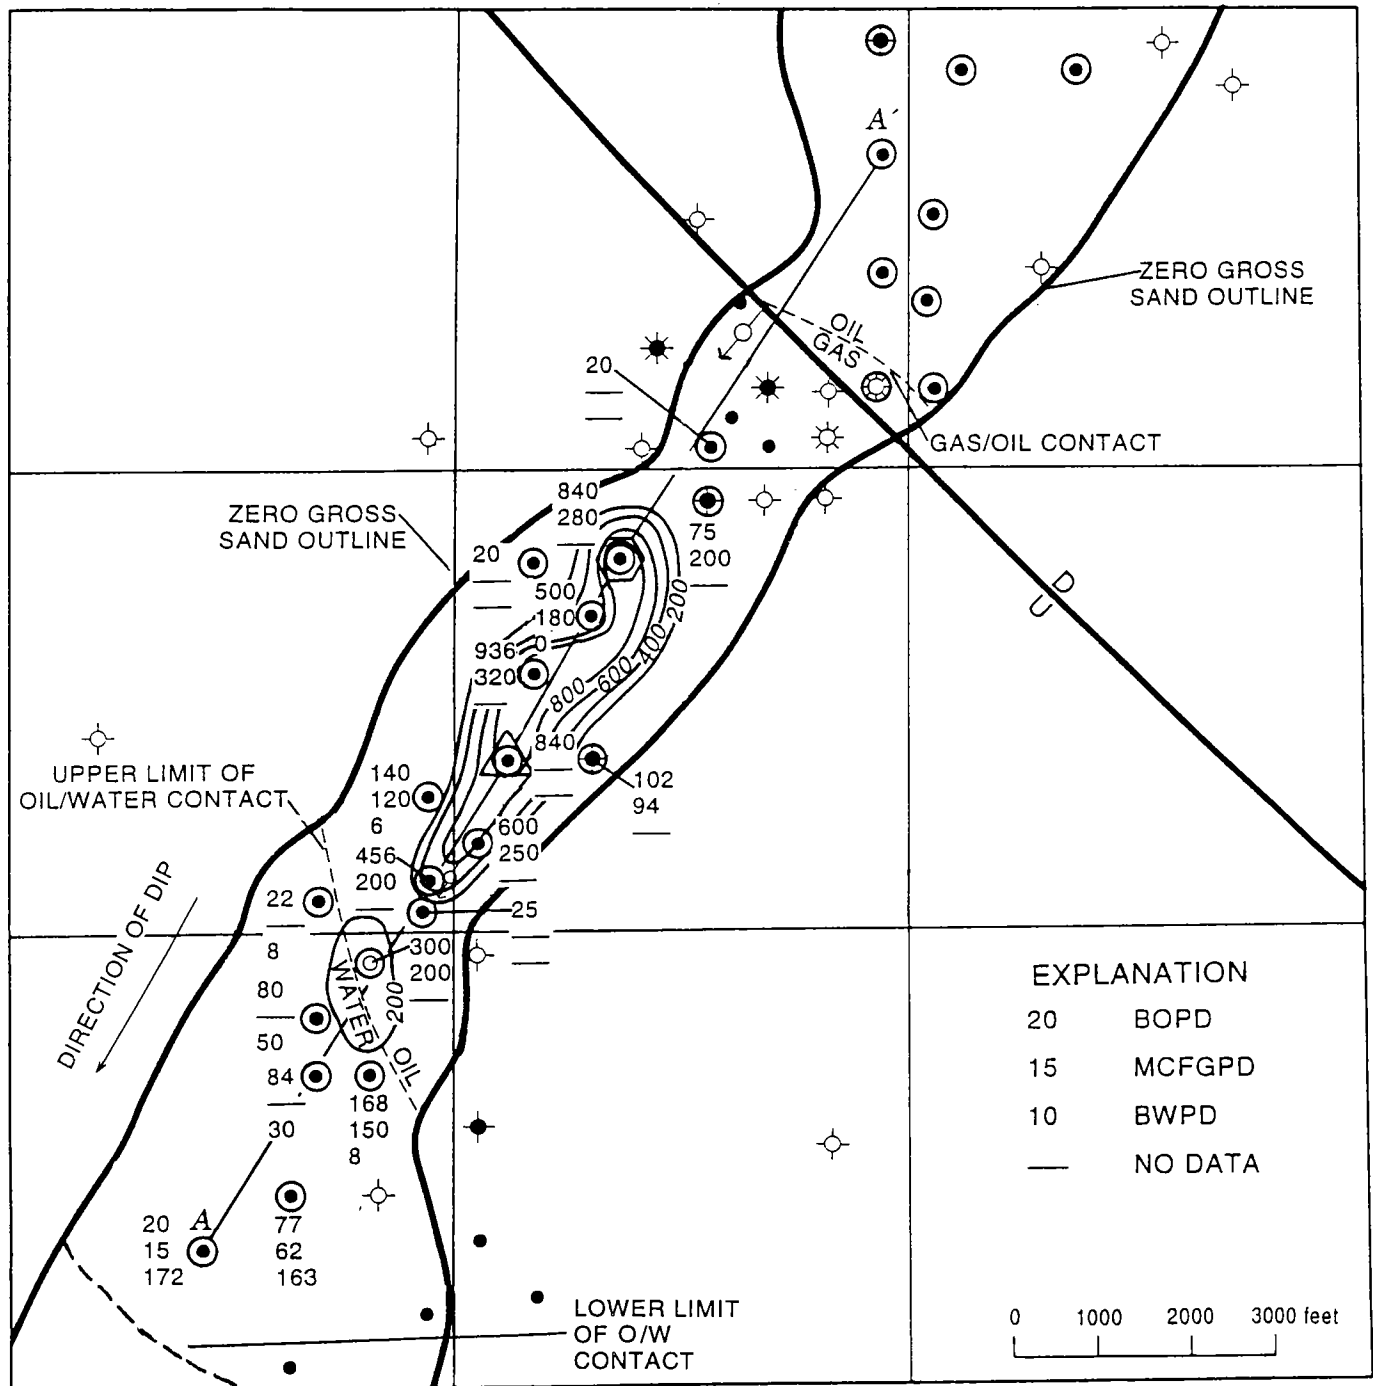 A´
ZERO GROSS
SAND OUTLINE
OIL
GAS
20
—
—
GAS/OIL CONTACT
ZERO GROSS
SAND OUTLINE
840
280
—
75
200
—
20
—
—
500
180
0
936
320
—
200
400
600
800
D
U
840
—
—
102
94
—
UPPER LIMIT OF
OIL/WATER CONTACT
140
120
6
600
250
—
456
200
—
22
—
8
25
—
—
300
200
—
WATER
200
OIL
DIRECTION OF DIP
80
—
50
84
—
30
168
150
8
A
20
15
172
77
62
163
LOWER LIMIT
OF O/W
CONTACT
EXPLANATION
20 BOPD
15 MCFGPD
10 BWPD
— NO DATA
0 1000 2000 3000 feet